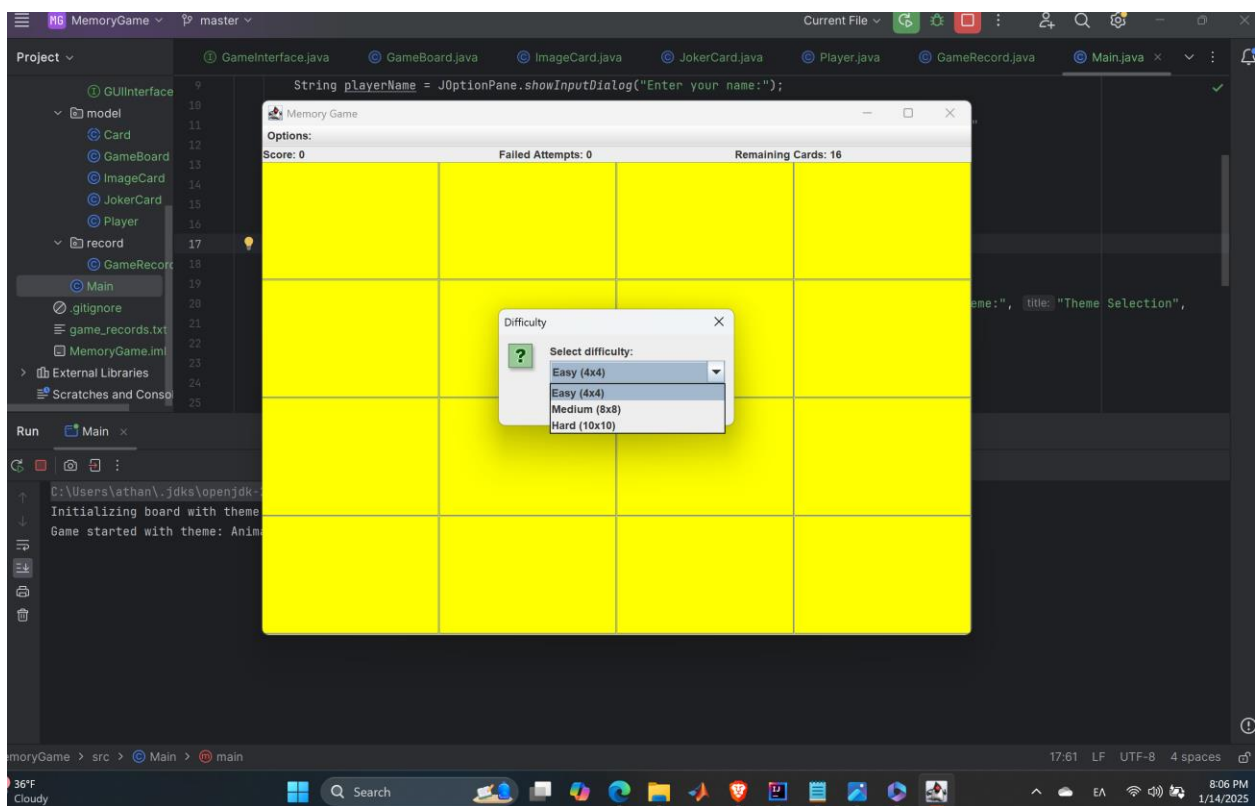 MG MemoryGame master Current File
Project
GameInterface.java GameBoard.java ImageCard.java JokerCard.java Player.java GameRecord.java Main.java
GUIInterface
model
Card
GameBoard
ImageCard
JokerCard
Player
record
GameRecord
Main
.gitignore
game_records.txt
MemoryGame.iml
External Libraries
Scratches and Consol
9 String playerName = JOptionPane.showInputDialog("Enter your name:");
10
11 "
12
13
14
15
16
17
18
19
20 eme:", title: "Theme Selection",
21
22
23
24
25
Memory Game
Options:
Score: 0 Failed Attempts: 0 Remaining Cards: 16
Difficulty
?
Select difficulty:
Easy (4x4)
Easy (4x4)
Medium (8x8)
Hard (10x10)
Run Main
C:\Users\athan\.jdks\openjdk-
Initializing board with theme
Game started with theme: Anim
emoryGame > src > Main > main 17:61 LF UTF-8 4 spaces
36°F
Cloudy
Search
ΕΛ
8:06 PM
1/14/2025